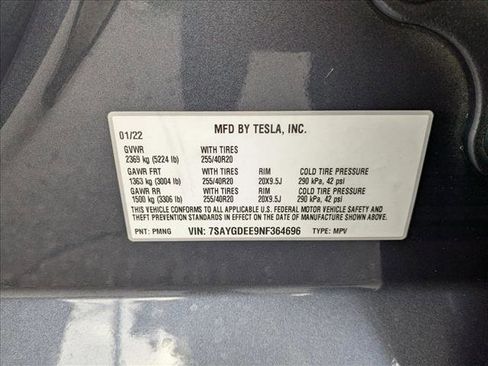 MFD BY TESLA, INC.
01/22
GVWR WITH TIRES
2369 kg (5224 lb) 255/40R20
GAWR FRT WITH TIRES RIM COLD TIRE PRESSURE
1363 kg (3004 lb) 255/40R20 20X9.5J 290 kPa, 42 psi
GAWR RR WITH TIRES RIM COLD TIRE PRESSURE
1500 kg (3306 lb) 255/40R20 20X9.5J 290 kPa, 42 psi
THIS VEHICLE CONFORMS TO ALL APPLICABLE U.S. FEDERAL MOTOR VEHICLE SAFETY AND
THEFT PREVENTION STANDARDS IN EFFECT ON THE DATE OF MANUFACTURE SHOWN ABOVE.
PNT: PMNG VIN: 7SAYGDEE9NF364696 TYPE: MPV